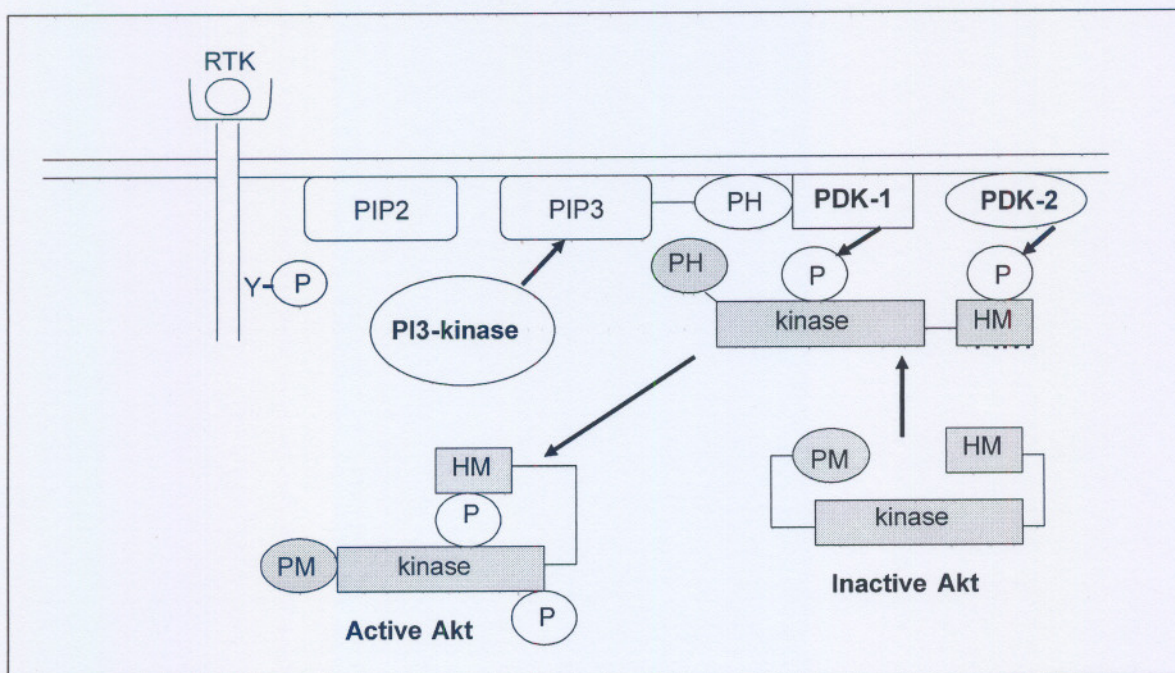 RTK
PIP2
PIP3
PH
PDK-1
PDK-2
Y-
P
PH
P
P
PI3-kinase
kinase
HM
HM
PM
HM
P
kinase
PM
kinase
Inactive Akt
P
Active Akt